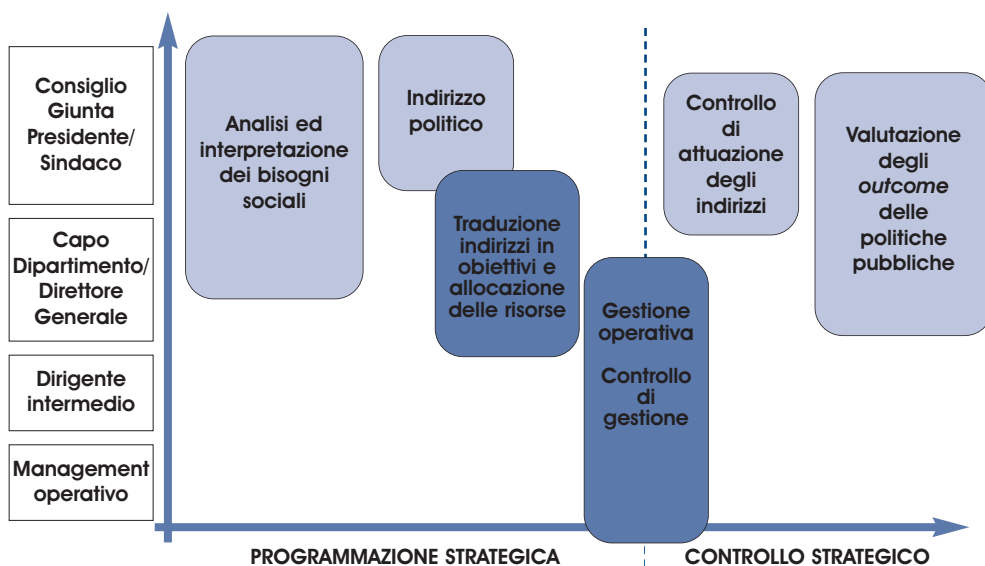 Consiglio
Giunta
Presidente/
Sindaco
Capo
Dipartimento/
Direttore
Generale
Dirigente
intermedio
Management
operativo
Analisi ed
interpretazione
dei bisogni
sociali
Indirizzo
politico
Traduzione
indirizzi in
obiettivi e
allocazione
delle risorse
Gestione
operativa
Controllo
di
gestione
Controllo
di
attuazione
degli
indirizzi
Valutazione
degli
outcome
delle
politiche
pubbliche
PROGRAMMAZIONE STRATEGICA
CONTROLLO STRATEGICO